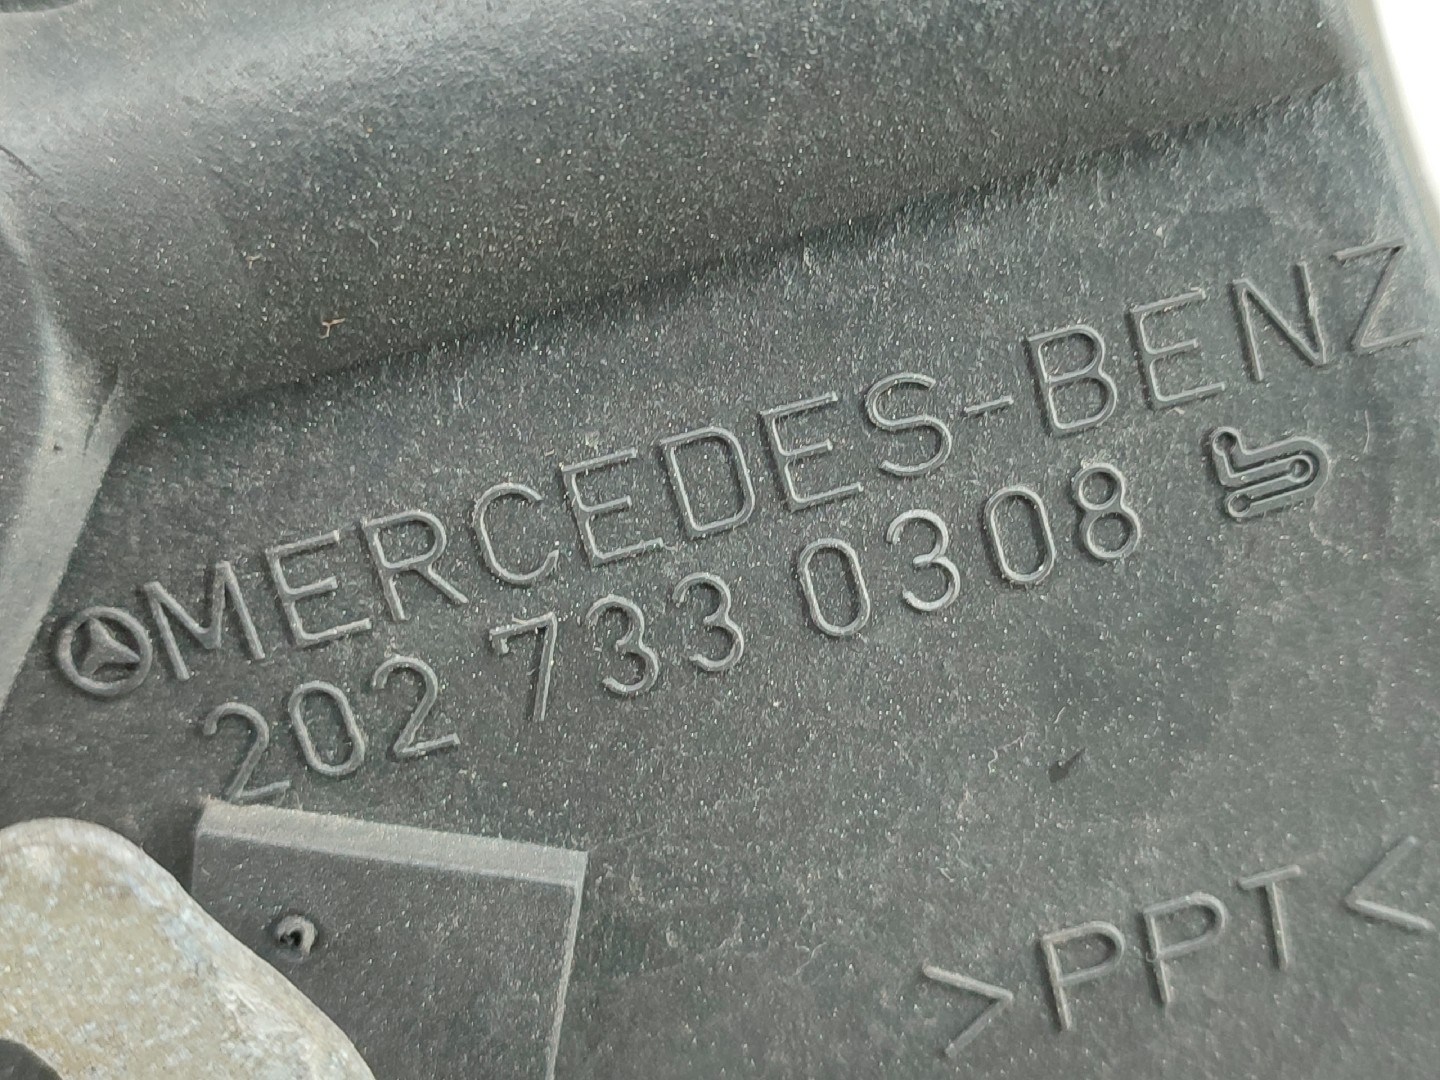 MERCEDES-BENZ
202 733 0308
>PPT<